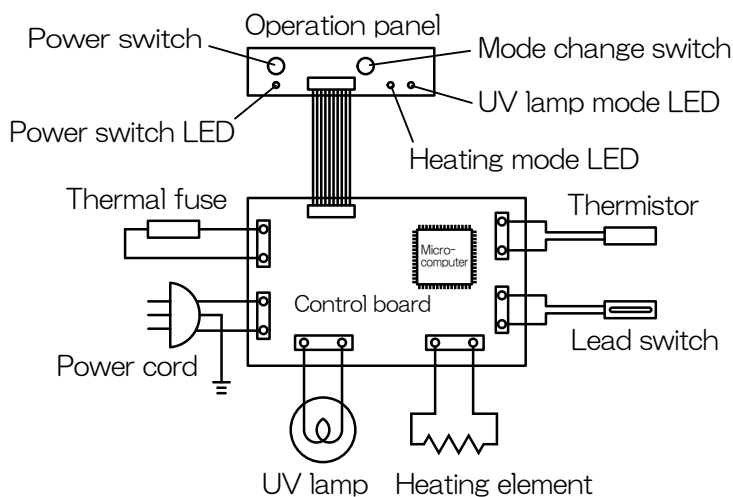 Operation panel
Power switch
Mode change switch
UV lamp mode LED
Power switch LED
Heating mode LED
Thermal fuse
Thermistor
Micro-
computer
Control board
Lead switch
Power cord
UV lamp
Heating element